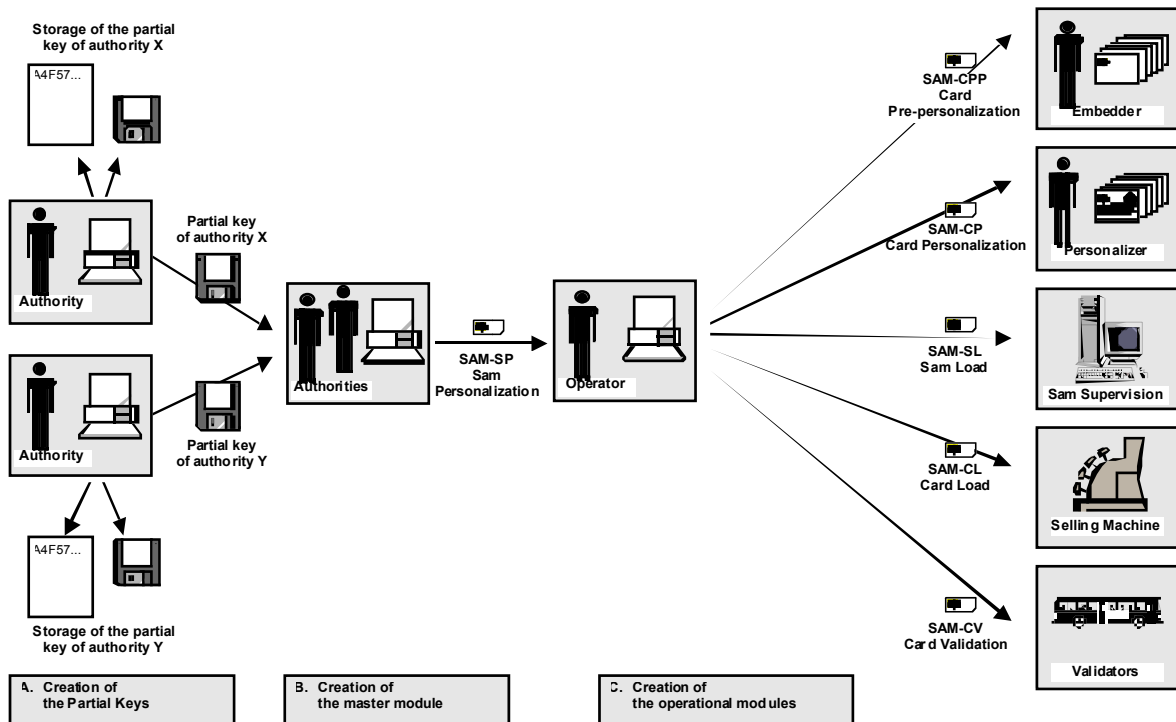 Storage of the partial
key of authority X
A4F57...
Authority
Partial key
of authority X
Authority
Partial key
of authority Y
A4F57...
Storage of the partial
key of authority Y
Authorities
SAM-SP
Sam
Personalization
Operator
SAM-CPP
Card
Pre-personalization
Embedder
SAM-CP
Card Personalization
Personalizer
SAM-SL
Sam Load
Sam Supervision
SAM-CL
Card Load
Selling Machine
SAM-CV
Card Validation
Validators
A. Creation of
the Partial Keys
B. Creation of
the master module
C. Creation of
the operational modules